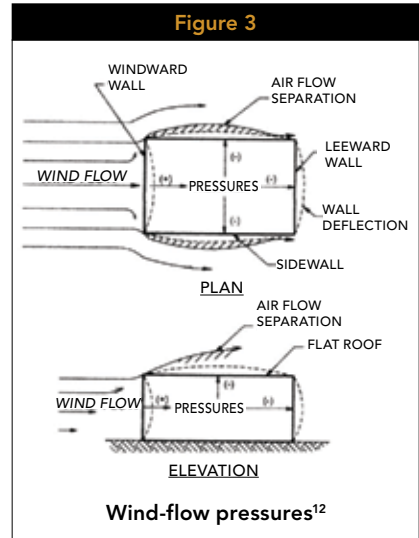 Figure 3
WINDWARD
WALL
AIR FLOW
SEPARATION
LEEWARD
WALL
WIND FLOW
(+)
(-)
PRESSURES
(-)
(-)
WALL
DEFLECTION
SIDEWALL
PLAN
AIR FLOW
SEPARATION
FLAT ROOF
WIND FLOW
(+)
(-)
PRESSURES
(-)
ELEVATION
Wind-flow pressures¹²